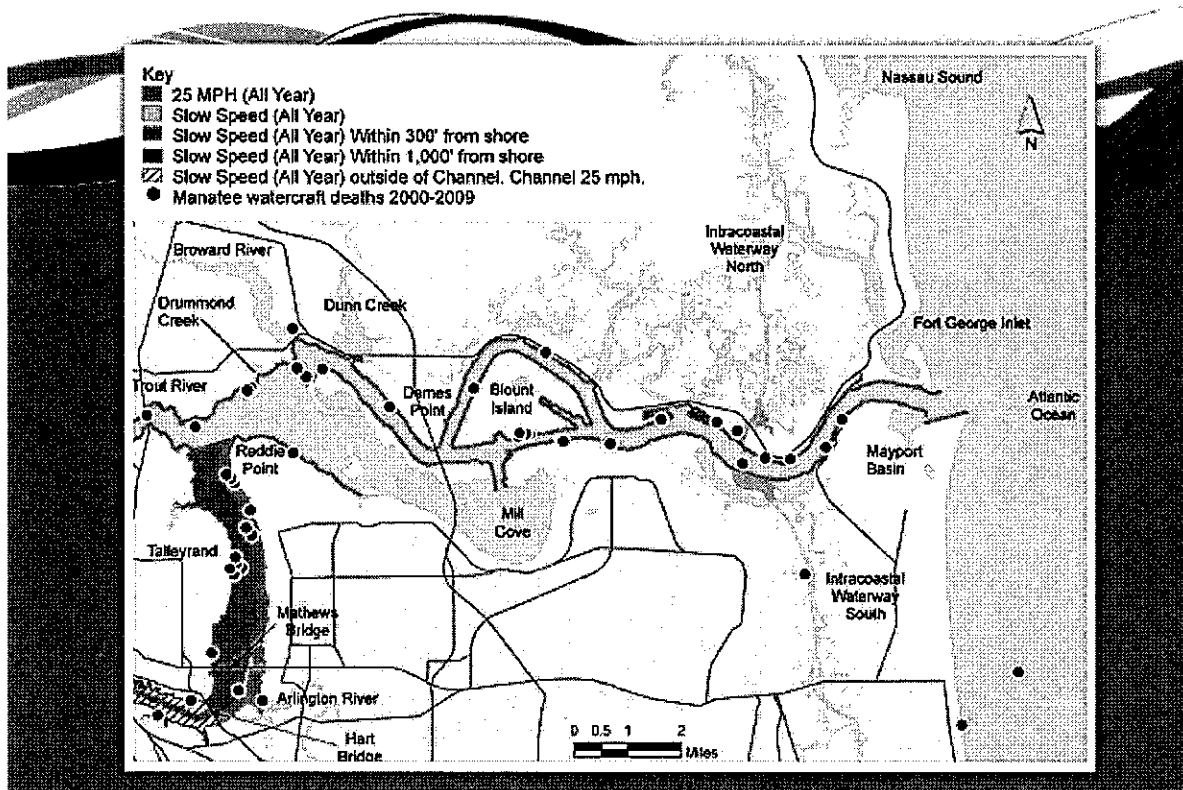 Key
25 MPH (All Year)
Slow Speed (All Year)
Slow Speed (All Year) Within 300' from shore
Slow Speed (All Year) Within 1,000' from shore
Slow Speed (All Year) outside of Channel. Channel 25 mph.
Manatee watercraft deaths 2000-2009
Nassau Sound
N
Broward River
Intracoastal
Waterway
North
Drummond
Creek
Dunn Creek
Fort George Inlet
Trout River
Dames
Point
Blount
Island
Atlantic
Ocean
Reddie
Point
Mayport
Basin
Mill
Cove
Talleyrand
Intracoastal
Waterway
South
Mathews
Bridge
Arlington River
Hart
Bridge
0 0.5 1 2
Miles